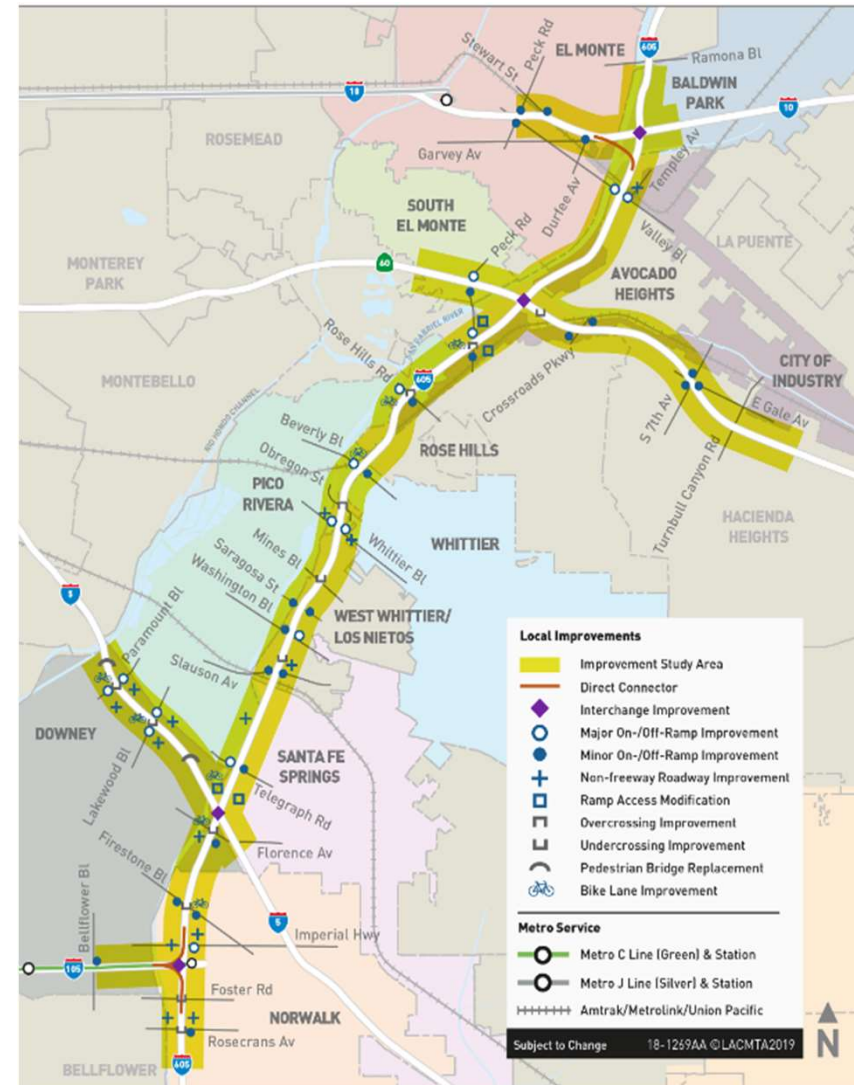 Stewart St
Peck Rd
EL MONTE
605
Ramona Bl
BALDWIN
PARK
10
10
ROSEMEAD
Garvey Av
Durfee Av
Temple Av
Valley Bl
SOUTH
EL MONTE
Peck Rd
LA PUENTE
MONTEREY
PARK
60
AVOCADO
HEIGHTS
SAN GABRIEL RIVER
Rose Hills Rd
605
Crossroads Pkwy
CITY OF
INDUSTRY
MONTEBELLO
RIO HONDO CHANNEL
S 7th Av
E Gale Av
Beverly Bl
ROSE HILLS
Turnbull Canyon Rd
Obregon St
PICO
RIVERA
HACIENDA
HEIGHTS
Mines Bl
Whittier Bl
WHITTIER
Saragosa St
Washington Bl
5
Paramount Bl
WEST WHITTIER/
LOS NIETOS
Slauson Av
DOWNEY
Lakewood Bl
SANTA FE
SPRINGS
Telegraph Rd
Florence Av
Firestone Bl
Bellflower Bl
5
Imperial Hwy
105
Foster Rd
NORWALK
Rosecrans Av
BELLFLOWER
605
Local Improvements
Improvement Study Area
Direct Connector
Interchange Improvement
Major On-/Off-Ramp Improvement
Minor On-/Off-Ramp Improvement
Non-freeway Roadway Improvement
Ramp Access Modification
Overcrossing Improvement
Undercrossing Improvement
Pedestrian Bridge Replacement
Bike Lane Improvement
Metro Service
Metro C Line (Green) & Station
Metro J Line (Silver) & Station
Amtrak/Metrolink/Union Pacific
Subject to Change 18-1269AA ©LACMTA2019
N